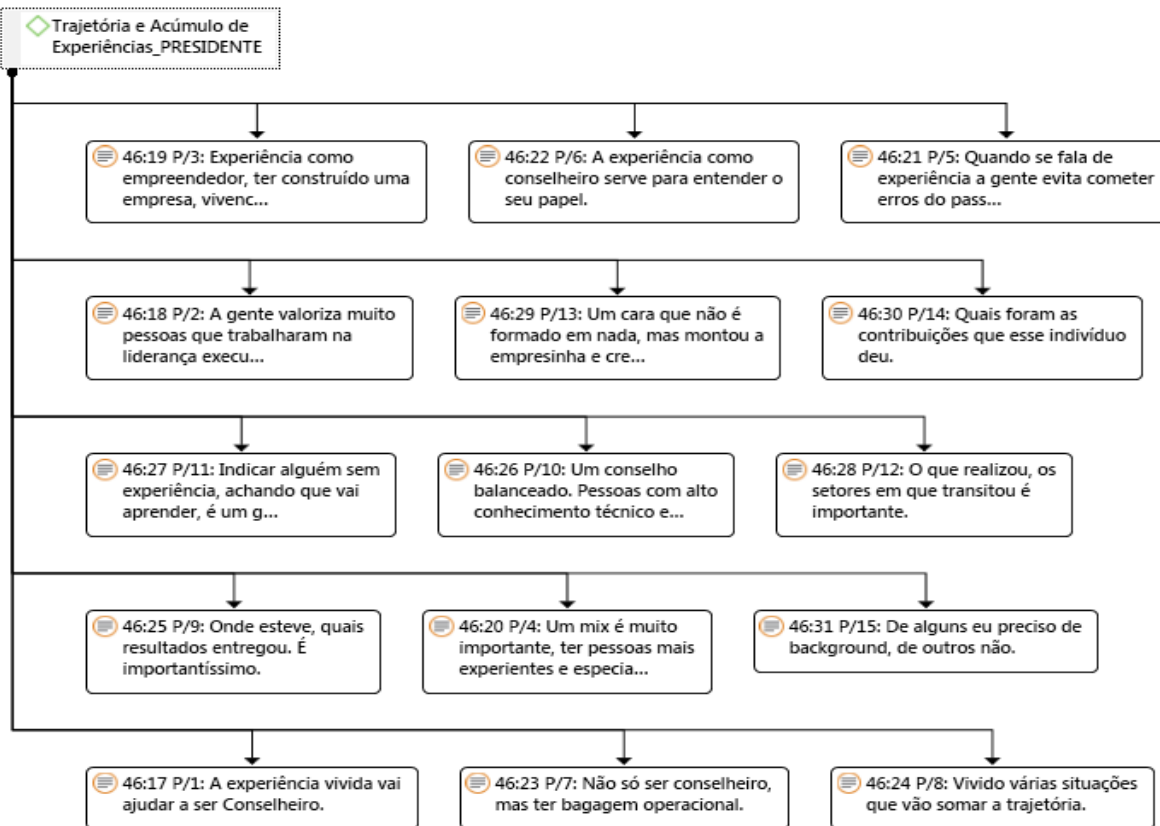 Trajetória e Acúmulo de
Experiências_PRESIDENTE
46:19 P/3: Experiência como
empreendedor, ter construído uma
empresa, vivenc...
46:22 P/6: A experiência como
conselheiro serve para entender o
seu papel.
46:21 P/5: Quando se fala de
experiência a gente evita cometer
erros do pass...
46:18 P/2: A gente valoriza muito
pessoas que trabalharam na
liderança execu...
46:29 P/13: Um cara que não é
formado em nada, mas montou a
empresinha e cre...
46:30 P/14: Quais foram as
contribuições que esse indivíduo
deu.
46:27 P/11: Indicar alguém sem
experiência, achando que vai
aprender, é um g...
46:26 P/10: Um conselho
balanceado. Pessoas com alto
conhecimento técnico e...
46:28 P/12: O que realizou, os
setores em que transitou é
importante.
46:25 P/9: Onde esteve, quais
resultados entregou. É
importantíssimo.
46:20 P/4: Um mix é muito
importante, ter pessoas mais
experientes e especia...
46:31 P/15: De alguns eu preciso de
background, de outros não.
46:17 P/1: A experiência vivida vai
ajudar a ser Conselheiro.
46:23 P/7: Não só ser conselheiro,
mas ter bagagem operacional.
46:24 P/8: Vivido várias situações
que vão somar a trajetória.